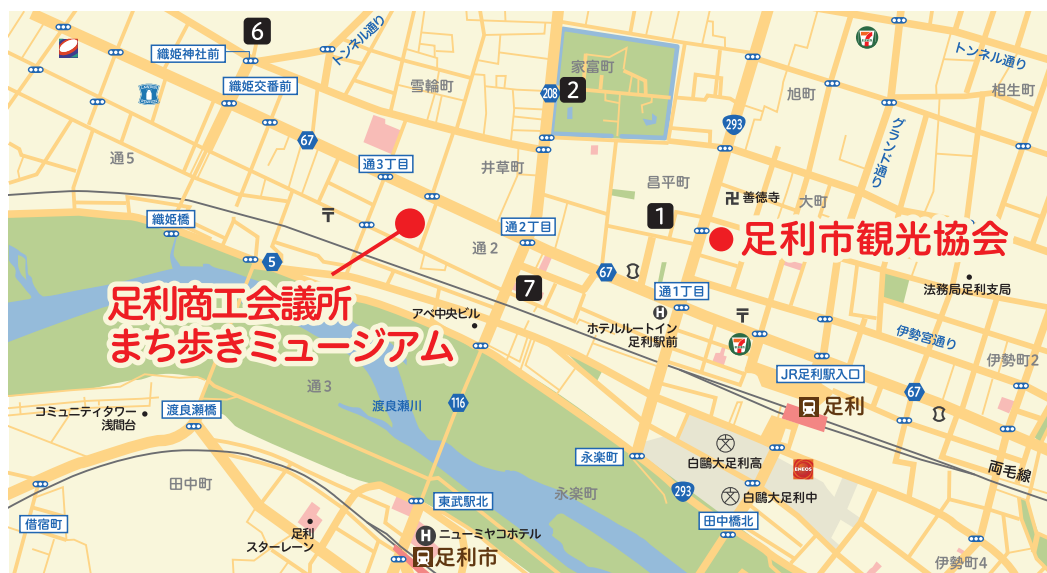 6
トンネル通り
織姫神社前
織姫交番前
雪輪町
家富町
208
2
旭町
トンネル通り
相生町
グランド通り
293
67
通5
通3丁目
井草町
昌平町
善徳寺
大町
1
織姫橋
通2丁目
通2
足利市観光協会
5
67
7
通1丁目
法務局足利支局
足利商工会議所
まち歩きミュージアム
アベ中央ビル
H
ホテルルートイン
足利駅前
7
伊勢宮通り
伊勢町2
JR足利駅入口
通3
渡良瀬川
116
67
コミュニティタワー
浅間台
渡良瀬橋
足利
永楽町
白鷗大足利高
ENEOS
両毛線
田中町
永楽町
293
白鷗大足利中
借宿町
東武駅北
田中橋北
足利
スターレーン
H
ニューミヤコホテル
足利市
伊勢町4